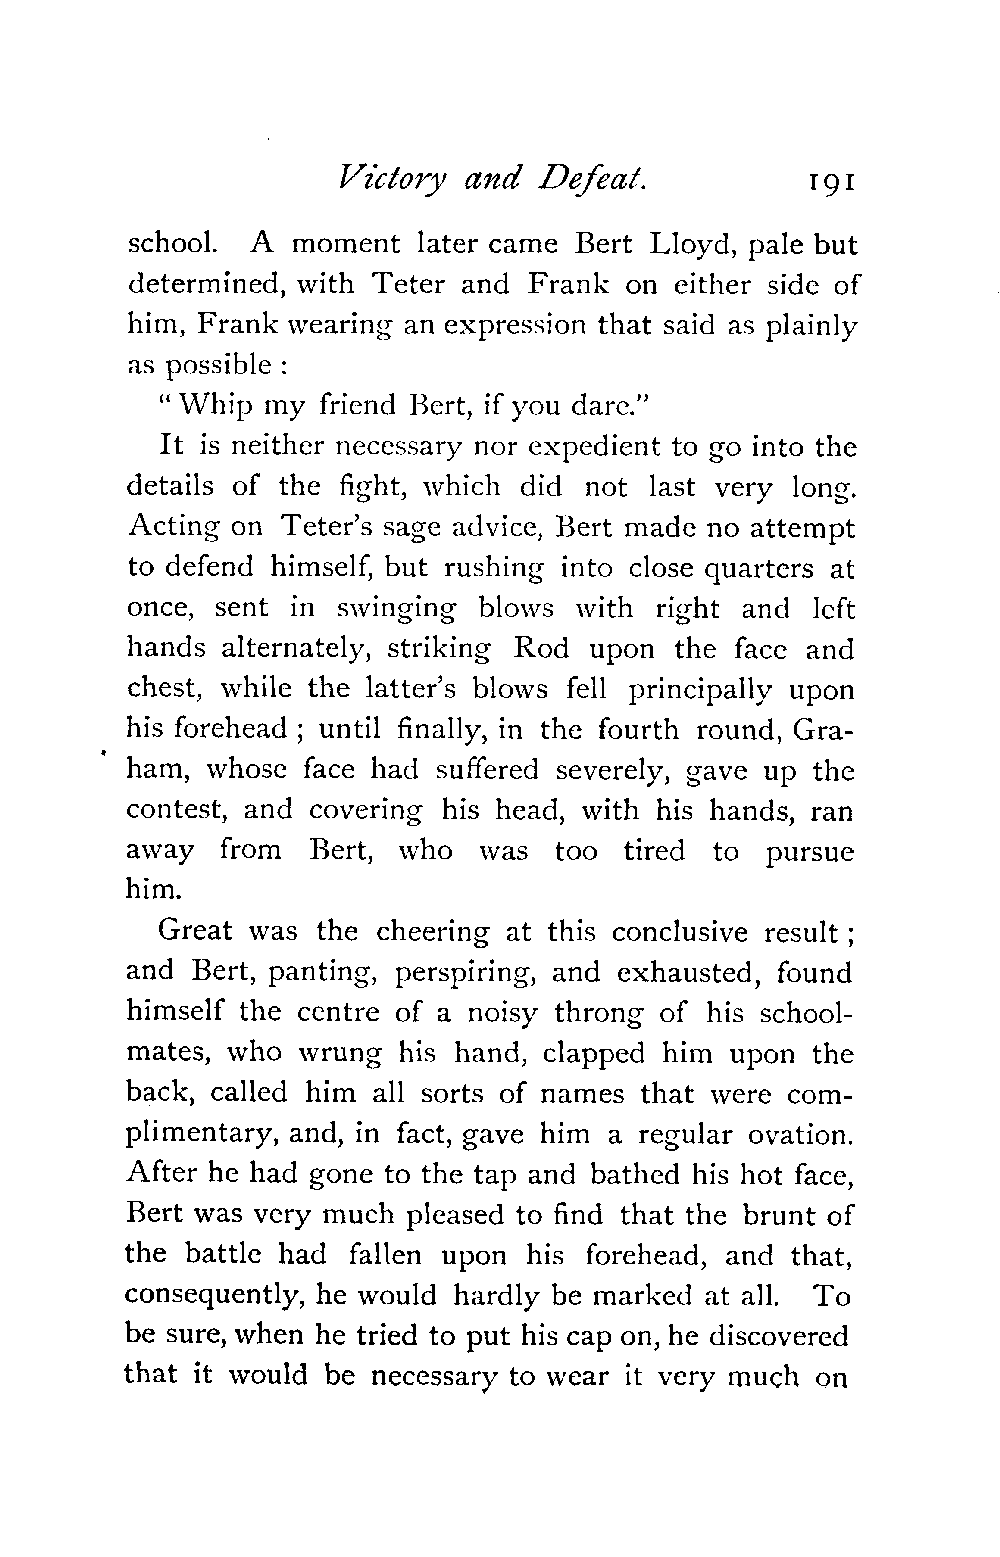 Victory and Defeat. 191
school. A moment later came Bert Lloyd, pale but
determined, with Teter and Frank on either side of
him, Frank wearing an expression that said as plainly
as possible :
“ Whip my friend Bert, if you dare.”
It is neither necessary nor expedient to go into the
details of the fight, which did not last very long.
Acting on Teter’s sage advice, Bert made no attempt
to defend himself, but rushing into close quarters at
once, sent in swinging blows with right and left
hands alternately, striking Rod upon the face and
chest, while the latter’s blows fell principally upon
his forehead ; until finally, in the fourth round, Gra-
ham, whose face had suffered severely, gave up the
contest, and covering his head, with his hands, ran
away from Bert, who was too tired to pursue
him.
Great was the cheering at this conclusive result ;
and Bert, panting, perspiring, and exhausted, found
himself the centre of a noisy throng of his school-
mates, who wrung his hand, clapped him upon the
back, called him all sorts of names that were com-
plimentary, and, in fact, gave him a regular ovation.
After he had gone to the tap and bathed his hot face,
Bert was very much pleased to find that the brunt of
the battle had fallen upon his forehead, and that,
consequently, he would hardly be marked at all. To
be sure, when he tried to put his cap on, he discovered
that it would be necessary to wear it very much on